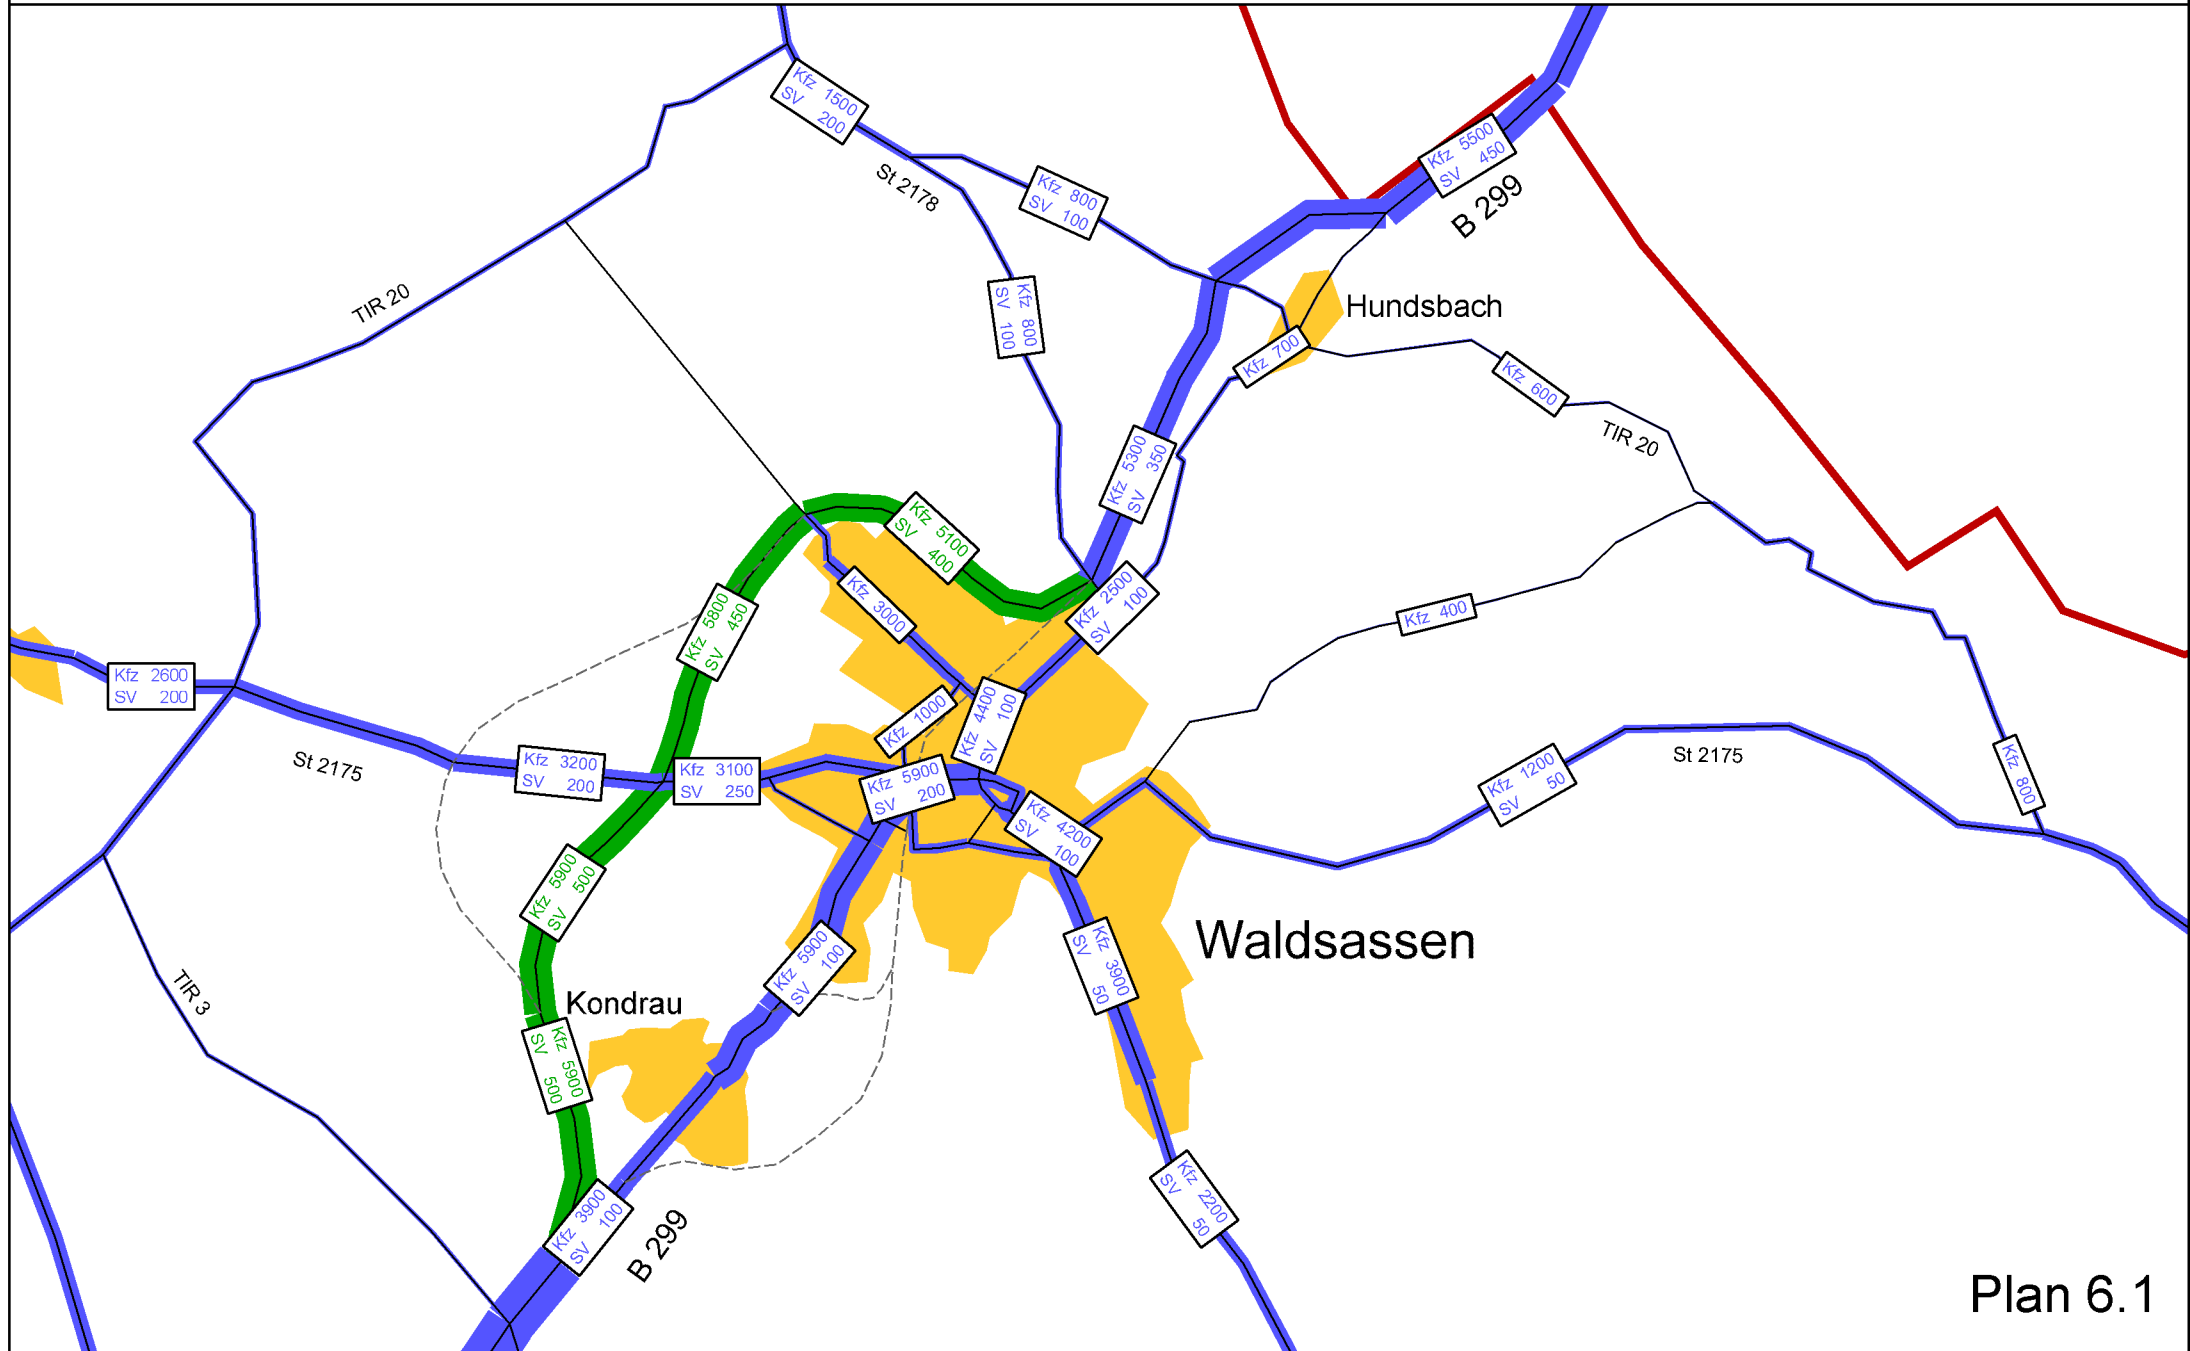 Kfz 1500
SV 200
St 2178
Kfz 800
SV 100
Kfz 5500
SV 450
B 299
Kfz 800
SV 100
TIR 20
Hundsbach
Kfz 700
Kfz 600
TIR 20
Kfz 5300
SV 350
Kfz 5100
SV 400
Kfz 3000
Kfz 2500
SV 100
Kfz 400
Kfz 5800
SV 450
Kfz 2600
SV 200
Kfz 1000
Kfz 4400
SV 100
St 2175
Kfz 3200
SV 200
Kfz 3100
SV 250
Kfz 5900
SV 200
Kfz 4200
SV 100
Kfz 1200
SV 50
St 2175
Kfz 800
Kfz 5900
SV 500
Waldsassen
Kfz 5900
SV 100
Kfz 3900
SV 50
TIR 3
Kondrau
Kfz 5900
SV 500
Kfz 3900
SV 100
B 299
Kfz 2200
SV 50
Plan 6.1